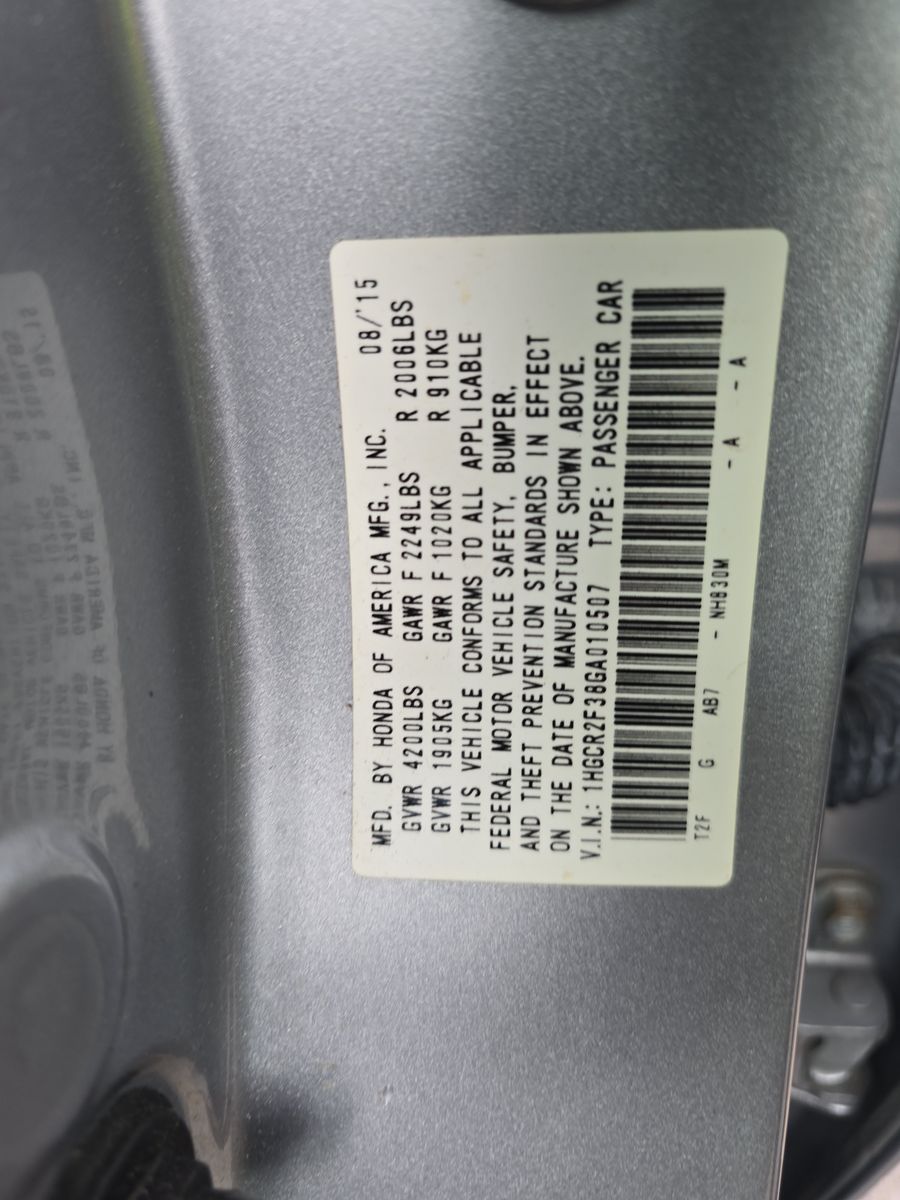 MFD. BY HONDA OF AMERICA MFG., INC. 08/'15
GVWR 4200LBS GAWR F 2249LBS R 2006LBS
GVWR 1905KG GAWR F 1020KG R 910KG
THIS VEHICLE CONFORMS TO ALL APPLICABLE
FEDERAL MOTOR VEHICLE SAFETY, BUMPER,
AND THEFT PREVENTION STANDARDS IN EFFECT
ON THE DATE OF MANUFACTURE SHOWN ABOVE.
V.I.N.: 1HGCR2F38GA010507 TYPE: PASSENGER CAR
T2F G AB7 - NH830M - A - A